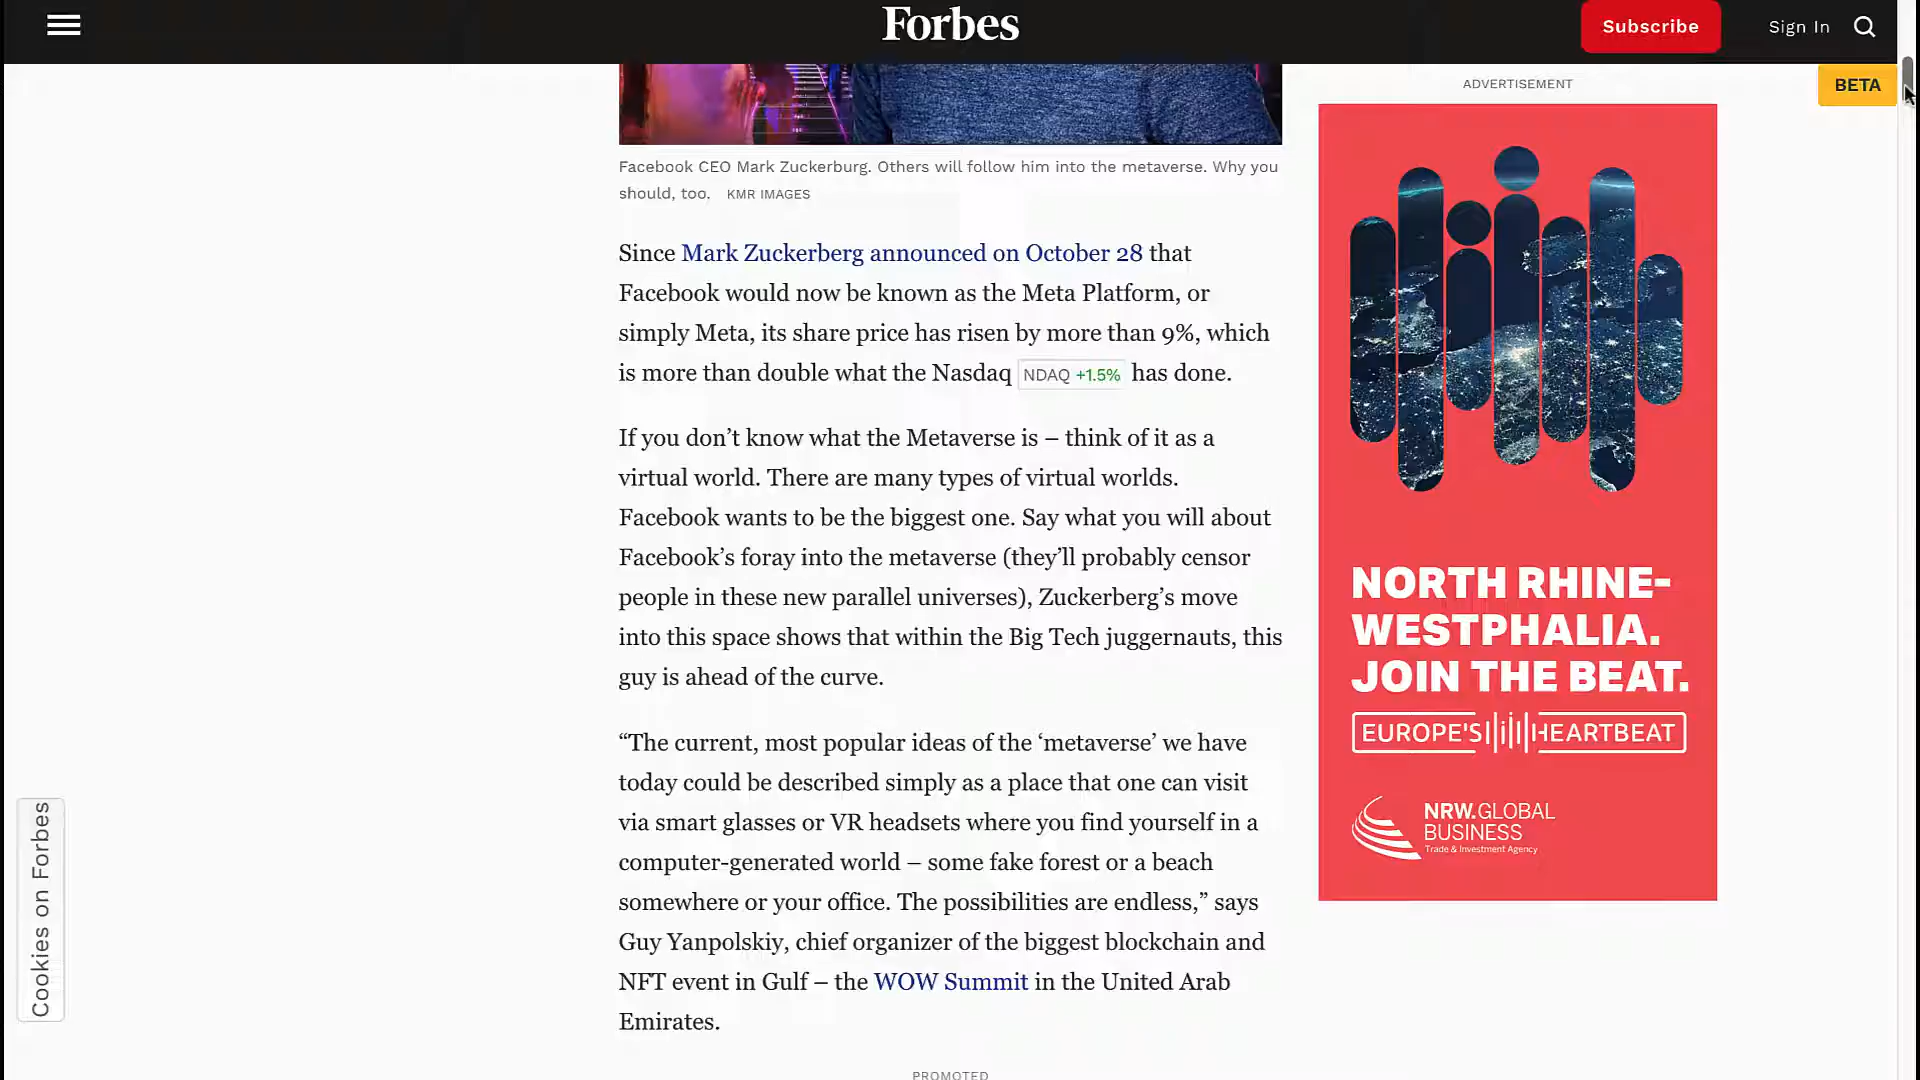 Forbes
Subscribe
Sign In
ADVERTISEMENT
BETA
Facebook CEO Mark Zuckerburg. Others will follow him into the metaverse. Why you
should, too. KMR IMAGES
Since Mark Zuckerberg announced on October 28 that
Facebook would now be known as the Meta Platform, or
simply Meta, its share price has risen by more than 9%, which
is more than double what the Nasdaq NDAQ +1.5% has done.
If you don’t know what the Metaverse is – think of it as a
virtual world. There are many types of virtual worlds.
Facebook wants to be the biggest one. Say what you will about
Facebook’s foray into the metaverse (they’ll probably censor
people in these new parallel universes), Zuckerberg’s move
into this space shows that within the Big Tech juggernauts, this
guy is ahead of the curve.
“The current, most popular ideas of the ‘metaverse’ we have
today could be described simply as a place that one can visit
via smart glasses or VR headsets where you find yourself in a
computer-generated world – some fake forest or a beach
somewhere or your office. The possibilities are endless,” says
Guy Yanpolskiy, chief organizer of the biggest blockchain and
NFT event in Gulf – the WOW Summit in the United Arab
Emirates.
PROMOTED
NORTH RHINE-
WESTPHALIA.
JOIN THE BEAT.
EUROPE'S HEARTBEAT
NRW.GLOBAL
BUSINESS
Trade & Investment Agency
Cookies on Forbes